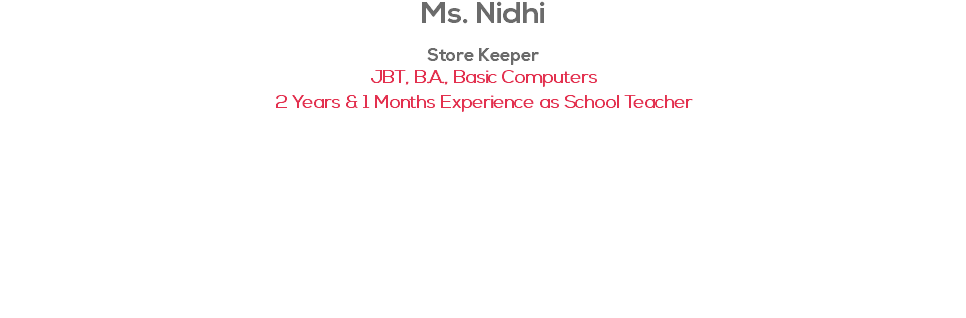 Ms. Nidhi
Store Keeper
JBT, B.A., Basic Computers
2 Years & 1 Months Experience as School Teacher